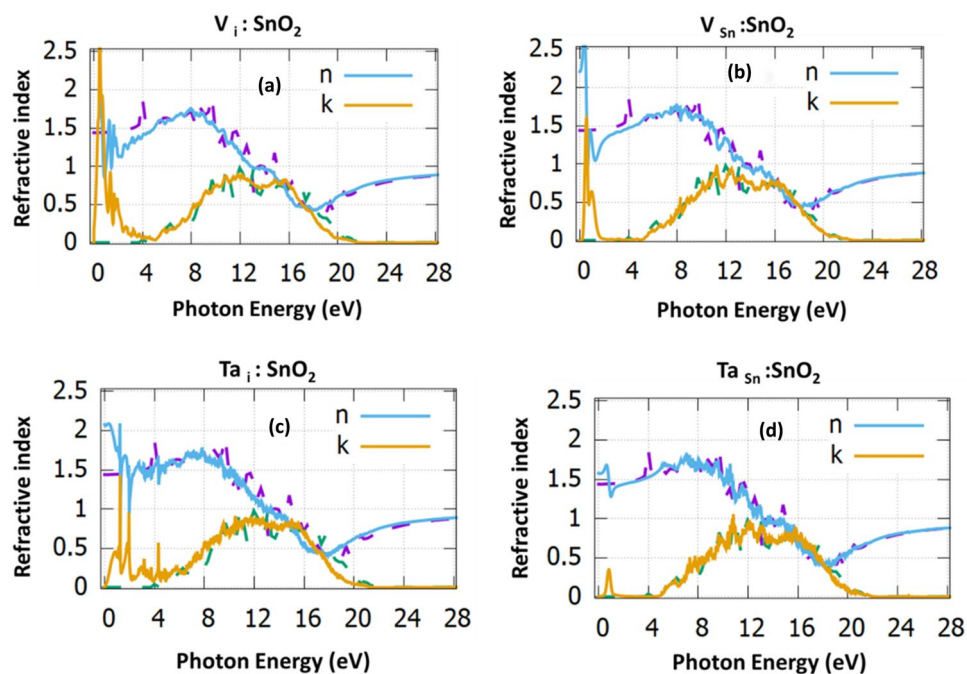 V i : SnO2
2.5
2
1.5
1
0.5
0
Refractive index
(a)
n
k
0 4 8 12 16 20 24 28
Photon Energy (eV)
V Sn :SnO2
2.5
2
1.5
1
0.5
0
Refractive index
(b)
n
k
0 4 8 12 16 20 24 28
Photon Energy (eV)
Ta i : SnO2
2.5
2
1.5
1
0.5
0
Refractive index
(c)
n
k
0 4 8 12 16 20 24 28
Photon Energy (eV)
Ta Sn :SnO2
2.5
2
1.5
1
0.5
0
Refractive index
(d)
n
k
0 4 8 12 16 20 24 28
Photon Energy (eV)